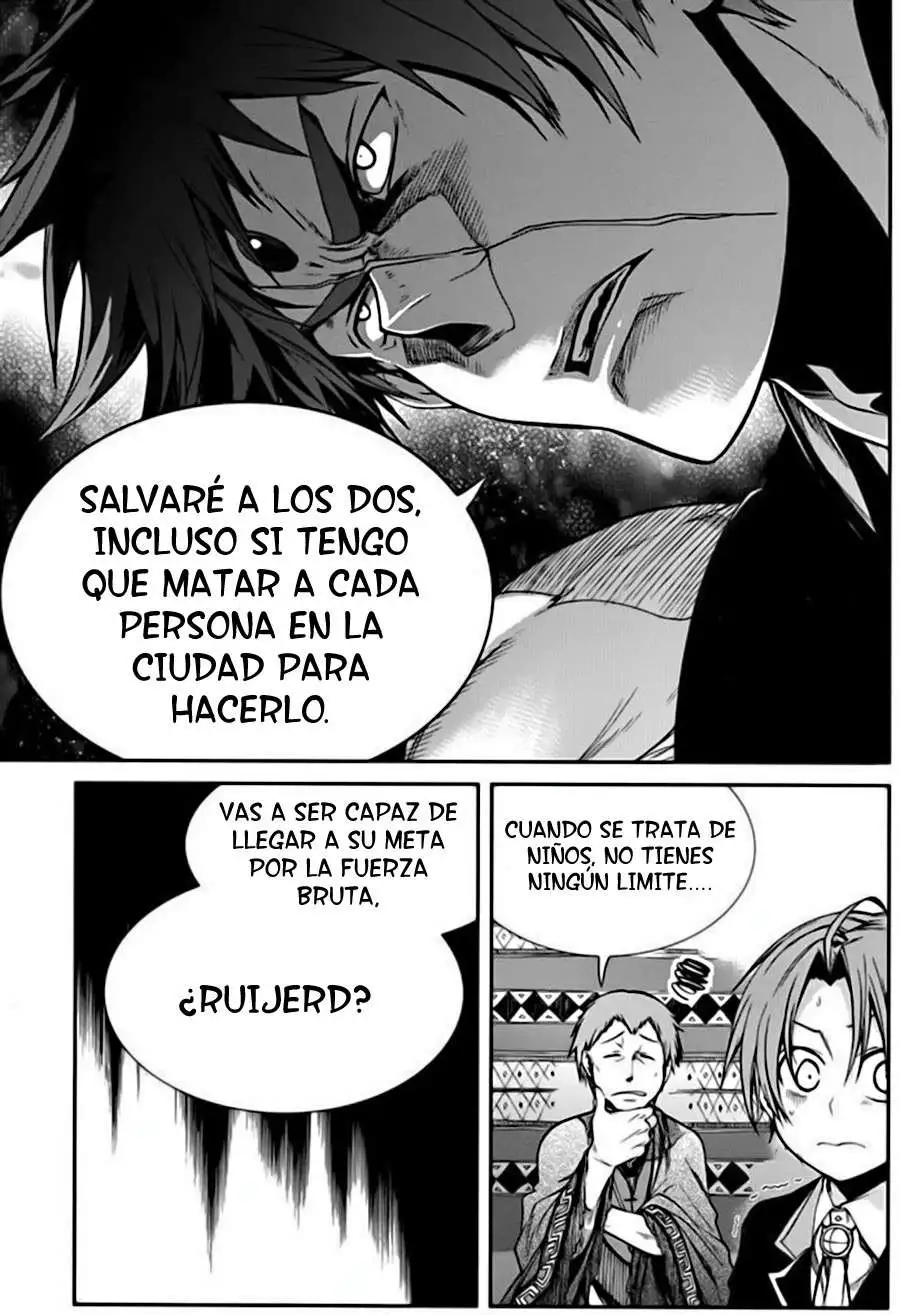 SALVARÉ A LOS DOS,
INCLUSO SI TENGO
QUE MATAR A CADA
PERSONA EN LA
CIUDAD PARA
HACERLO.
CUANDO SE TRATA DE
NIÑOS, NO TIENES
NINGÚN LIMITE....
VAS A SER CAPAZ DE
LLEGAR A SU META
POR LA FUERZA
BRUTA,
¿RUIJERD?